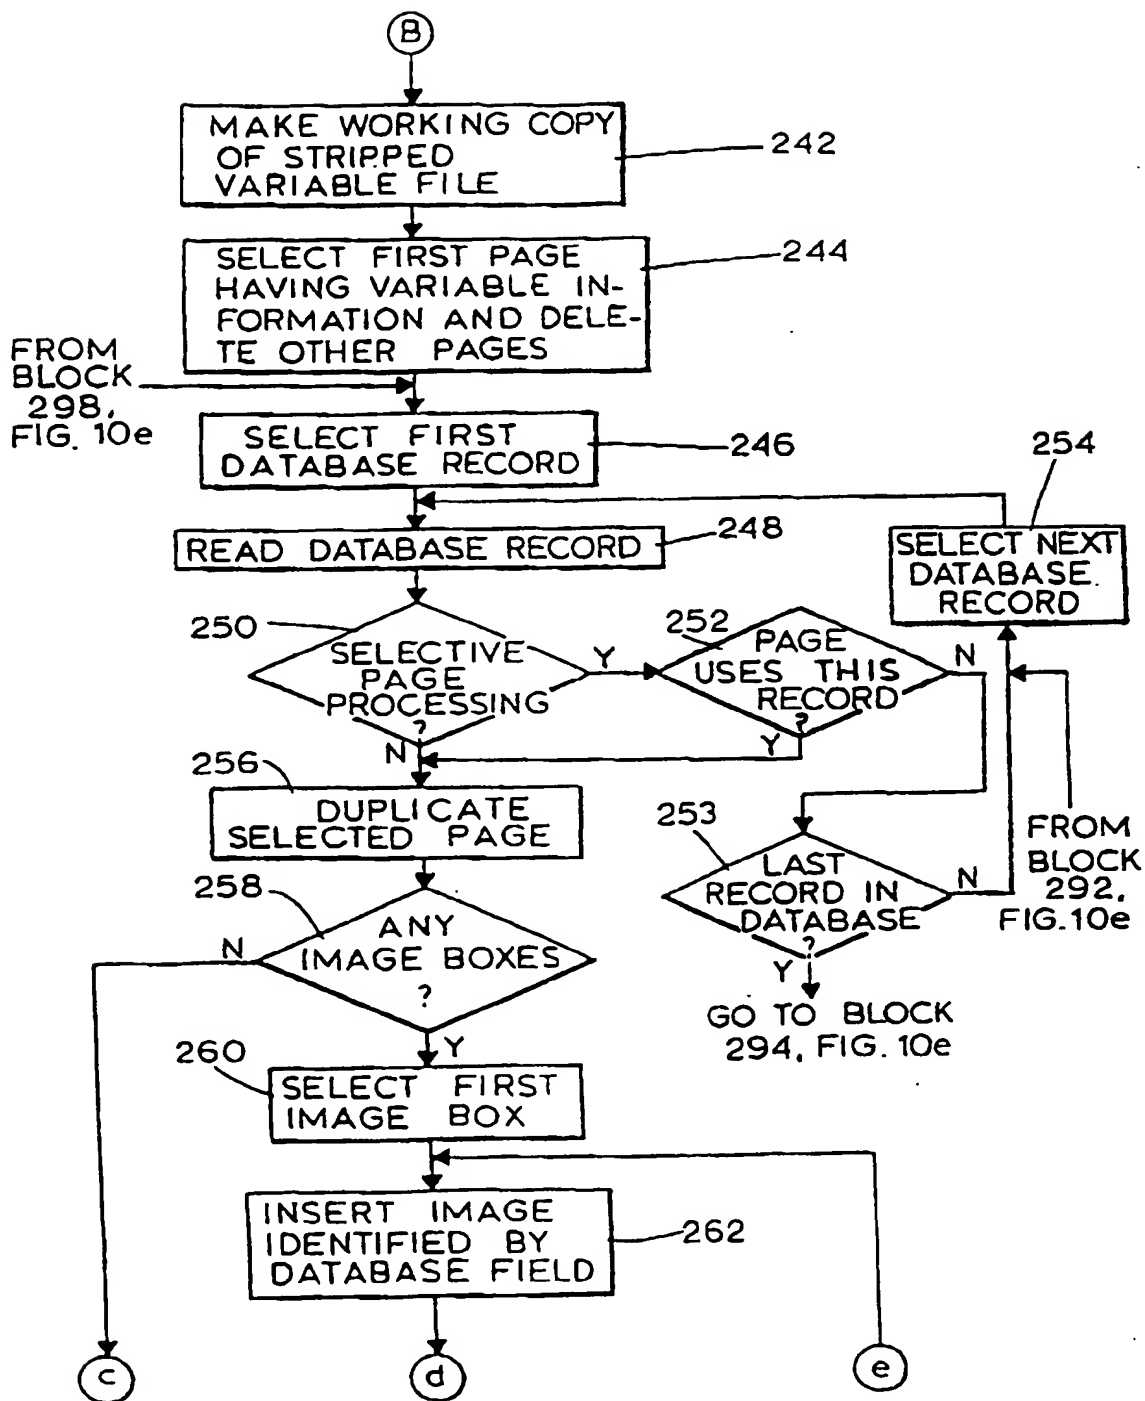 B
MAKE WORKING COPY
OF STRIPPED
VARIABLE FILE
242
SELECT FIRST PAGE
HAVING VARIABLE IN-
FORMATION AND DELE-
TE OTHER PAGES
244
FROM
BLOCK
298,
FIG. 10e
SELECT FIRST
DATABASE RECORD
246
254
READ DATABASE RECORD
248
SELECT NEXT
DATABASE
RECORD
250
SELECTIVE
PAGE
PROCESSING
?
Y
N
252
PAGE
USES THIS
RECORD
?
N
Y
256
DUPLICATE
SELECTED PAGE
253
LAST
RECORD IN
DATABASE
?
N
Y
FROM
BLOCK
292,
FIG. 10e
GO TO BLOCK
294, FIG. 10e
258
ANY
IMAGE BOXES
?
N
Y
260
SELECT FIRST
IMAGE BOX
INSERT IMAGE
IDENTIFIED BY
DATABASE FIELD
262
c
d
e